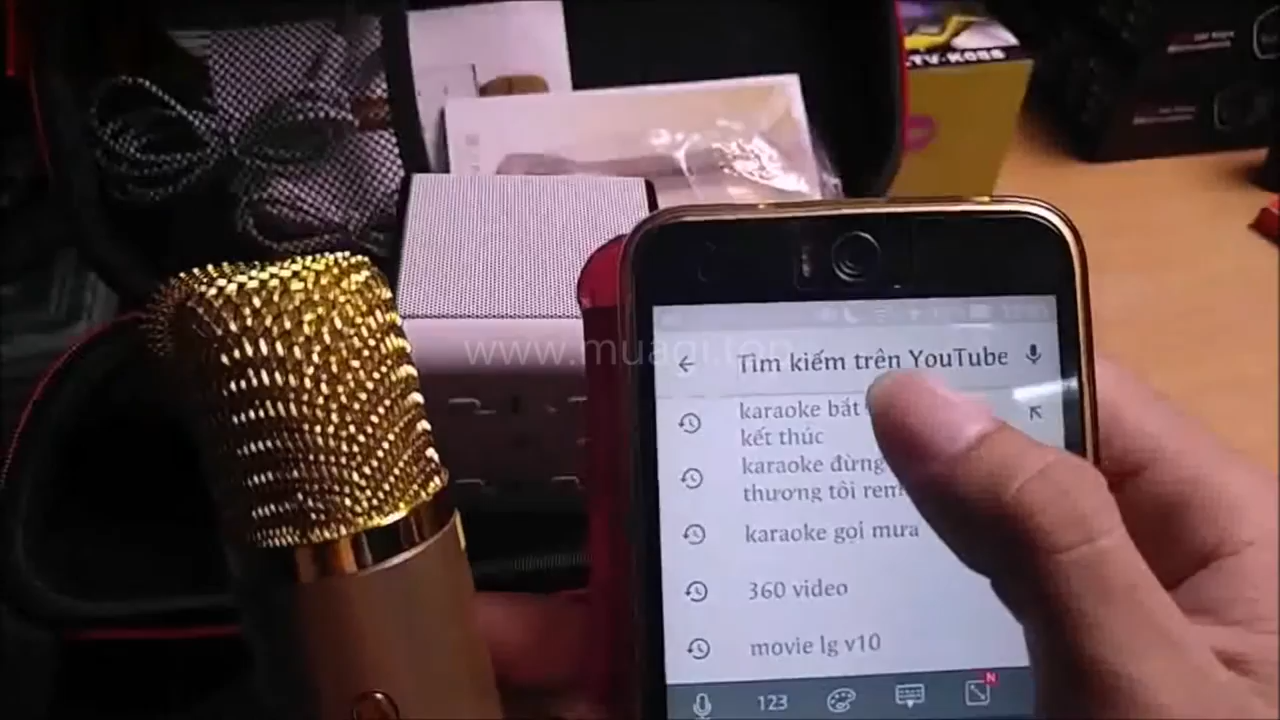 TV-K088
www.muagi.top
Tìm kiếm trên YouTube
karaoke bắt
kết thúc
karaoke đừng
thương tôi rem
karaoke gọi mưa
360 video
movie lg v10
123
N